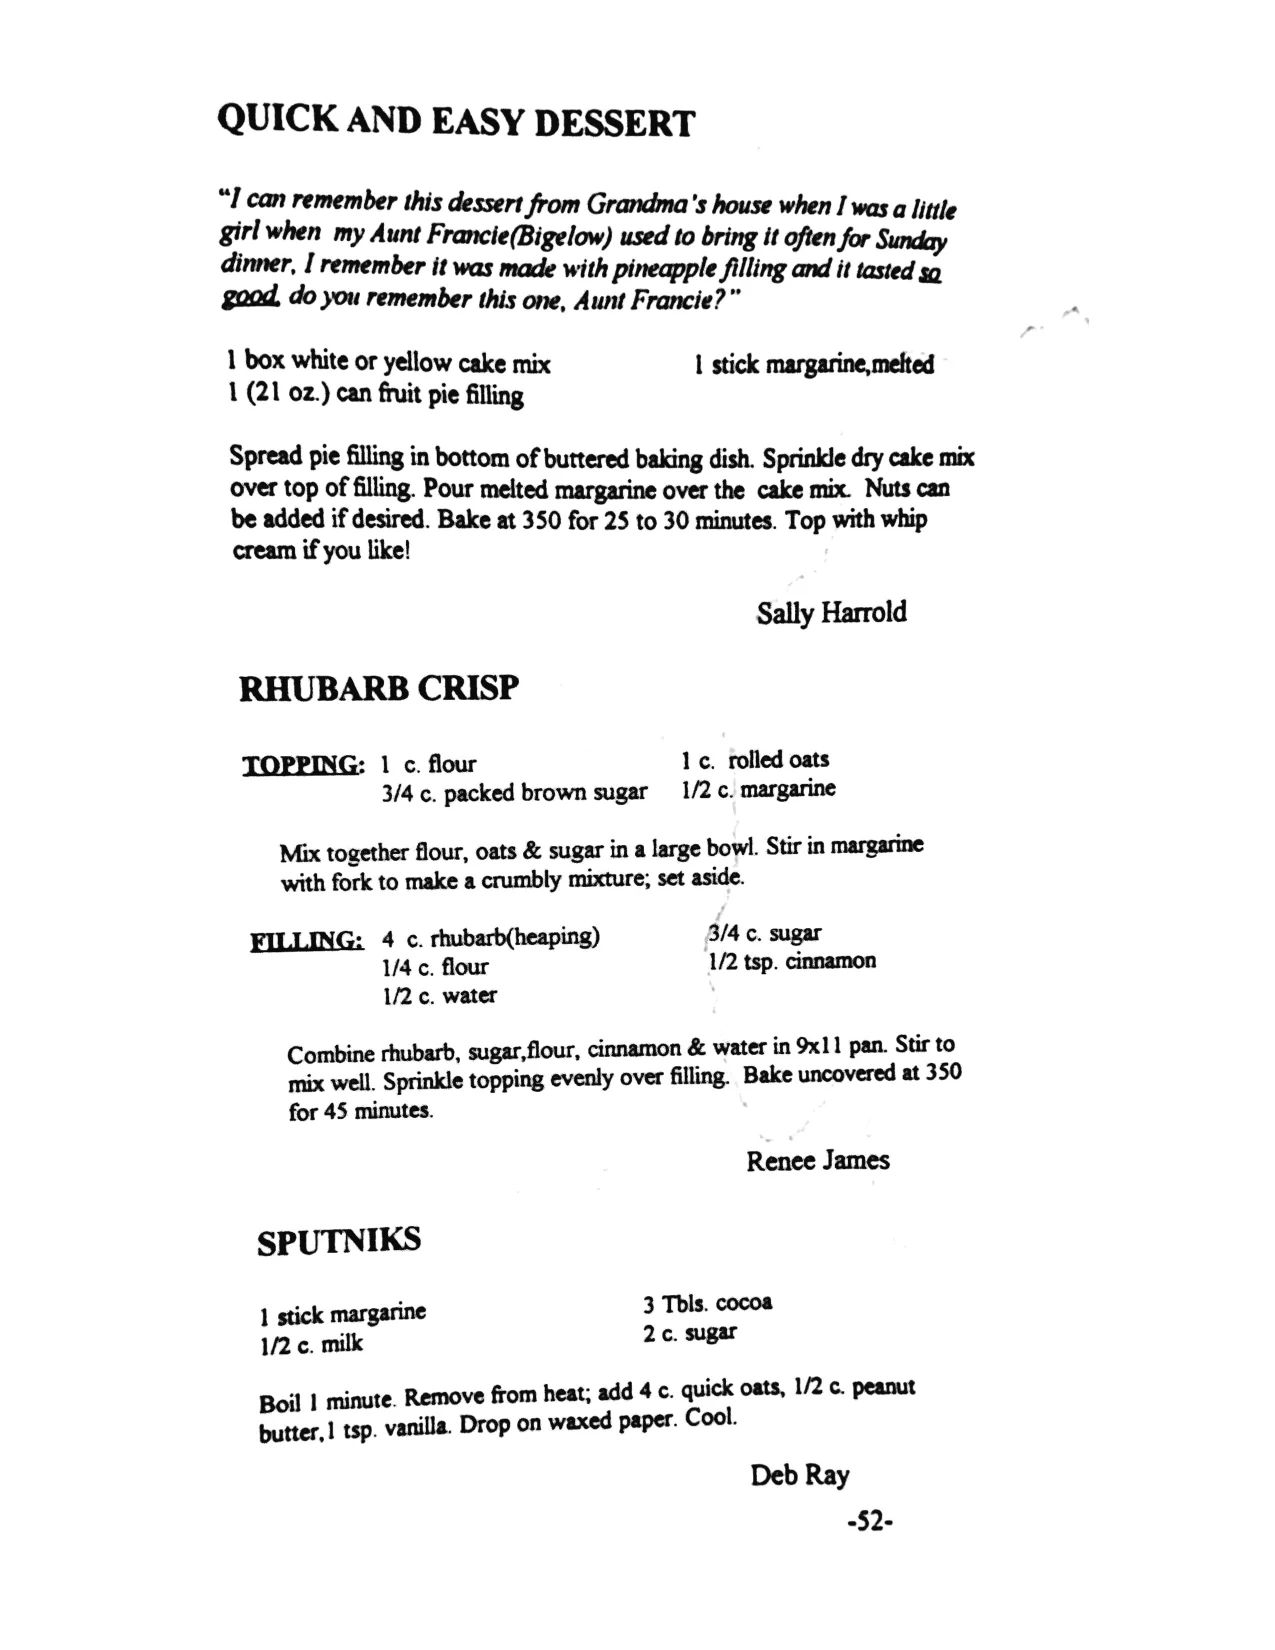 QUICK AND EASY DESSERT
"I can remember this dessert from Grandma's house when I was a little
girl when my Aunt Francie(Bigelow) used to bring it often for Sunday
dinner, I remember it was made with pineapple filling and it tasted so
good, do you remember this one, Aunt Francie?"
1 box white or yellow cake mix 1 stick margarine,melted
1 (21 oz.) can fruit pie filling
Spread pie filling in bottom of buttered baking dish. Sprinkle dry cake mix
over top of filling. Pour melted margarine over the cake mix. Nuts can
be added if desired. Bake at 350 for 25 to 30 minutes. Top with whip
cream if you like!
Sally Harrold
RHUBARB CRISP
TOPPING: 1 c. flour 1 c. rolled oats
3/4 c. packed brown sugar 1/2 c. margarine
Mix together flour, oats & sugar in a large bowl. Stir in margarine
with fork to make a crumbly mixture; set aside.
FILLING: 4 c. rhubarb(heaping) 3/4 c. sugar
1/4 c. flour 1/2 tsp. cinnamon
1/2 c. water
Combine rhubarb, sugar,flour, cinnamon & water in 9x11 pan. Stir to
mix well. Sprinkle topping evenly over filling. Bake uncovered at 350
for 45 minutes.
Renee James
SPUTNIKS
1 stick margarine 3 Tbls. cocoa
1/2 c. milk 2 c. sugar
Boil 1 minute. Remove from heat; add 4 c. quick oats, 1/2 c. peanut
butter,1 tsp. vanilla. Drop on waxed paper. Cool.
Deb Ray
-52-